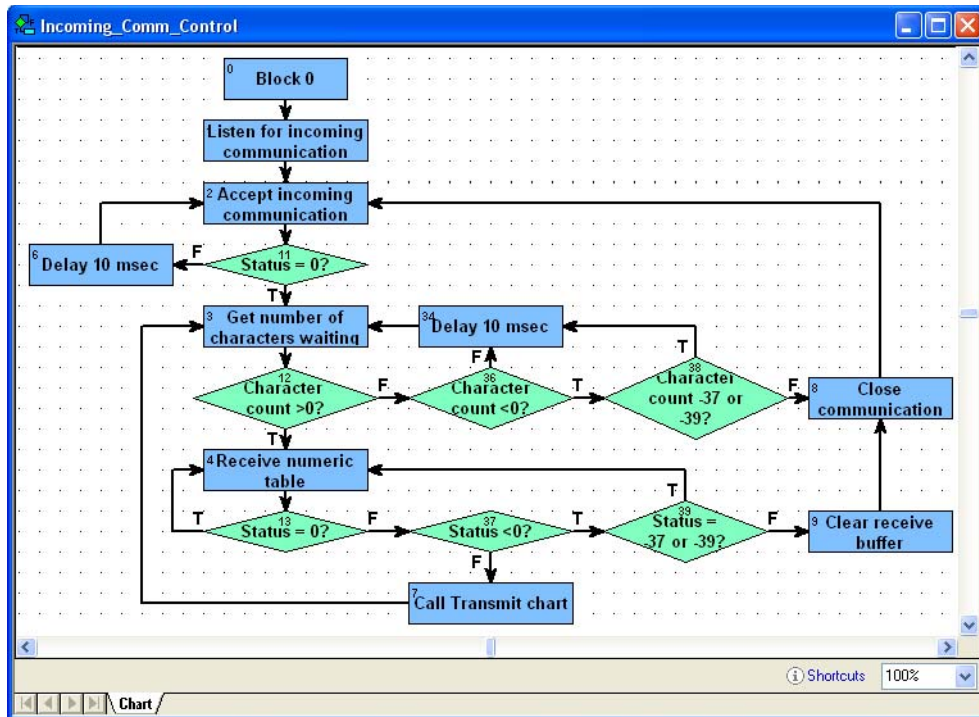 Incoming_Comm_Control
0
Block 0
Listen for incoming
communication
2 Accept incoming
communication
6 Delay 10 msec
F
11
Status = 0?
T
3 Get number of
characters waiting
34
Delay 10 msec
T
F
12
Character
count >0?
F
36
Character
count <0?
T
38
Character
count -37 or
-39?
F
8 Close
communication
T
4 Receive numeric
table
T
T
13
Status = 0?
F
37
Status <0?
T
39
Status =
-37 or -39?
F
9 Clear receive
buffer
F
7
Call Transmit chart
Shortcuts
100%
Chart